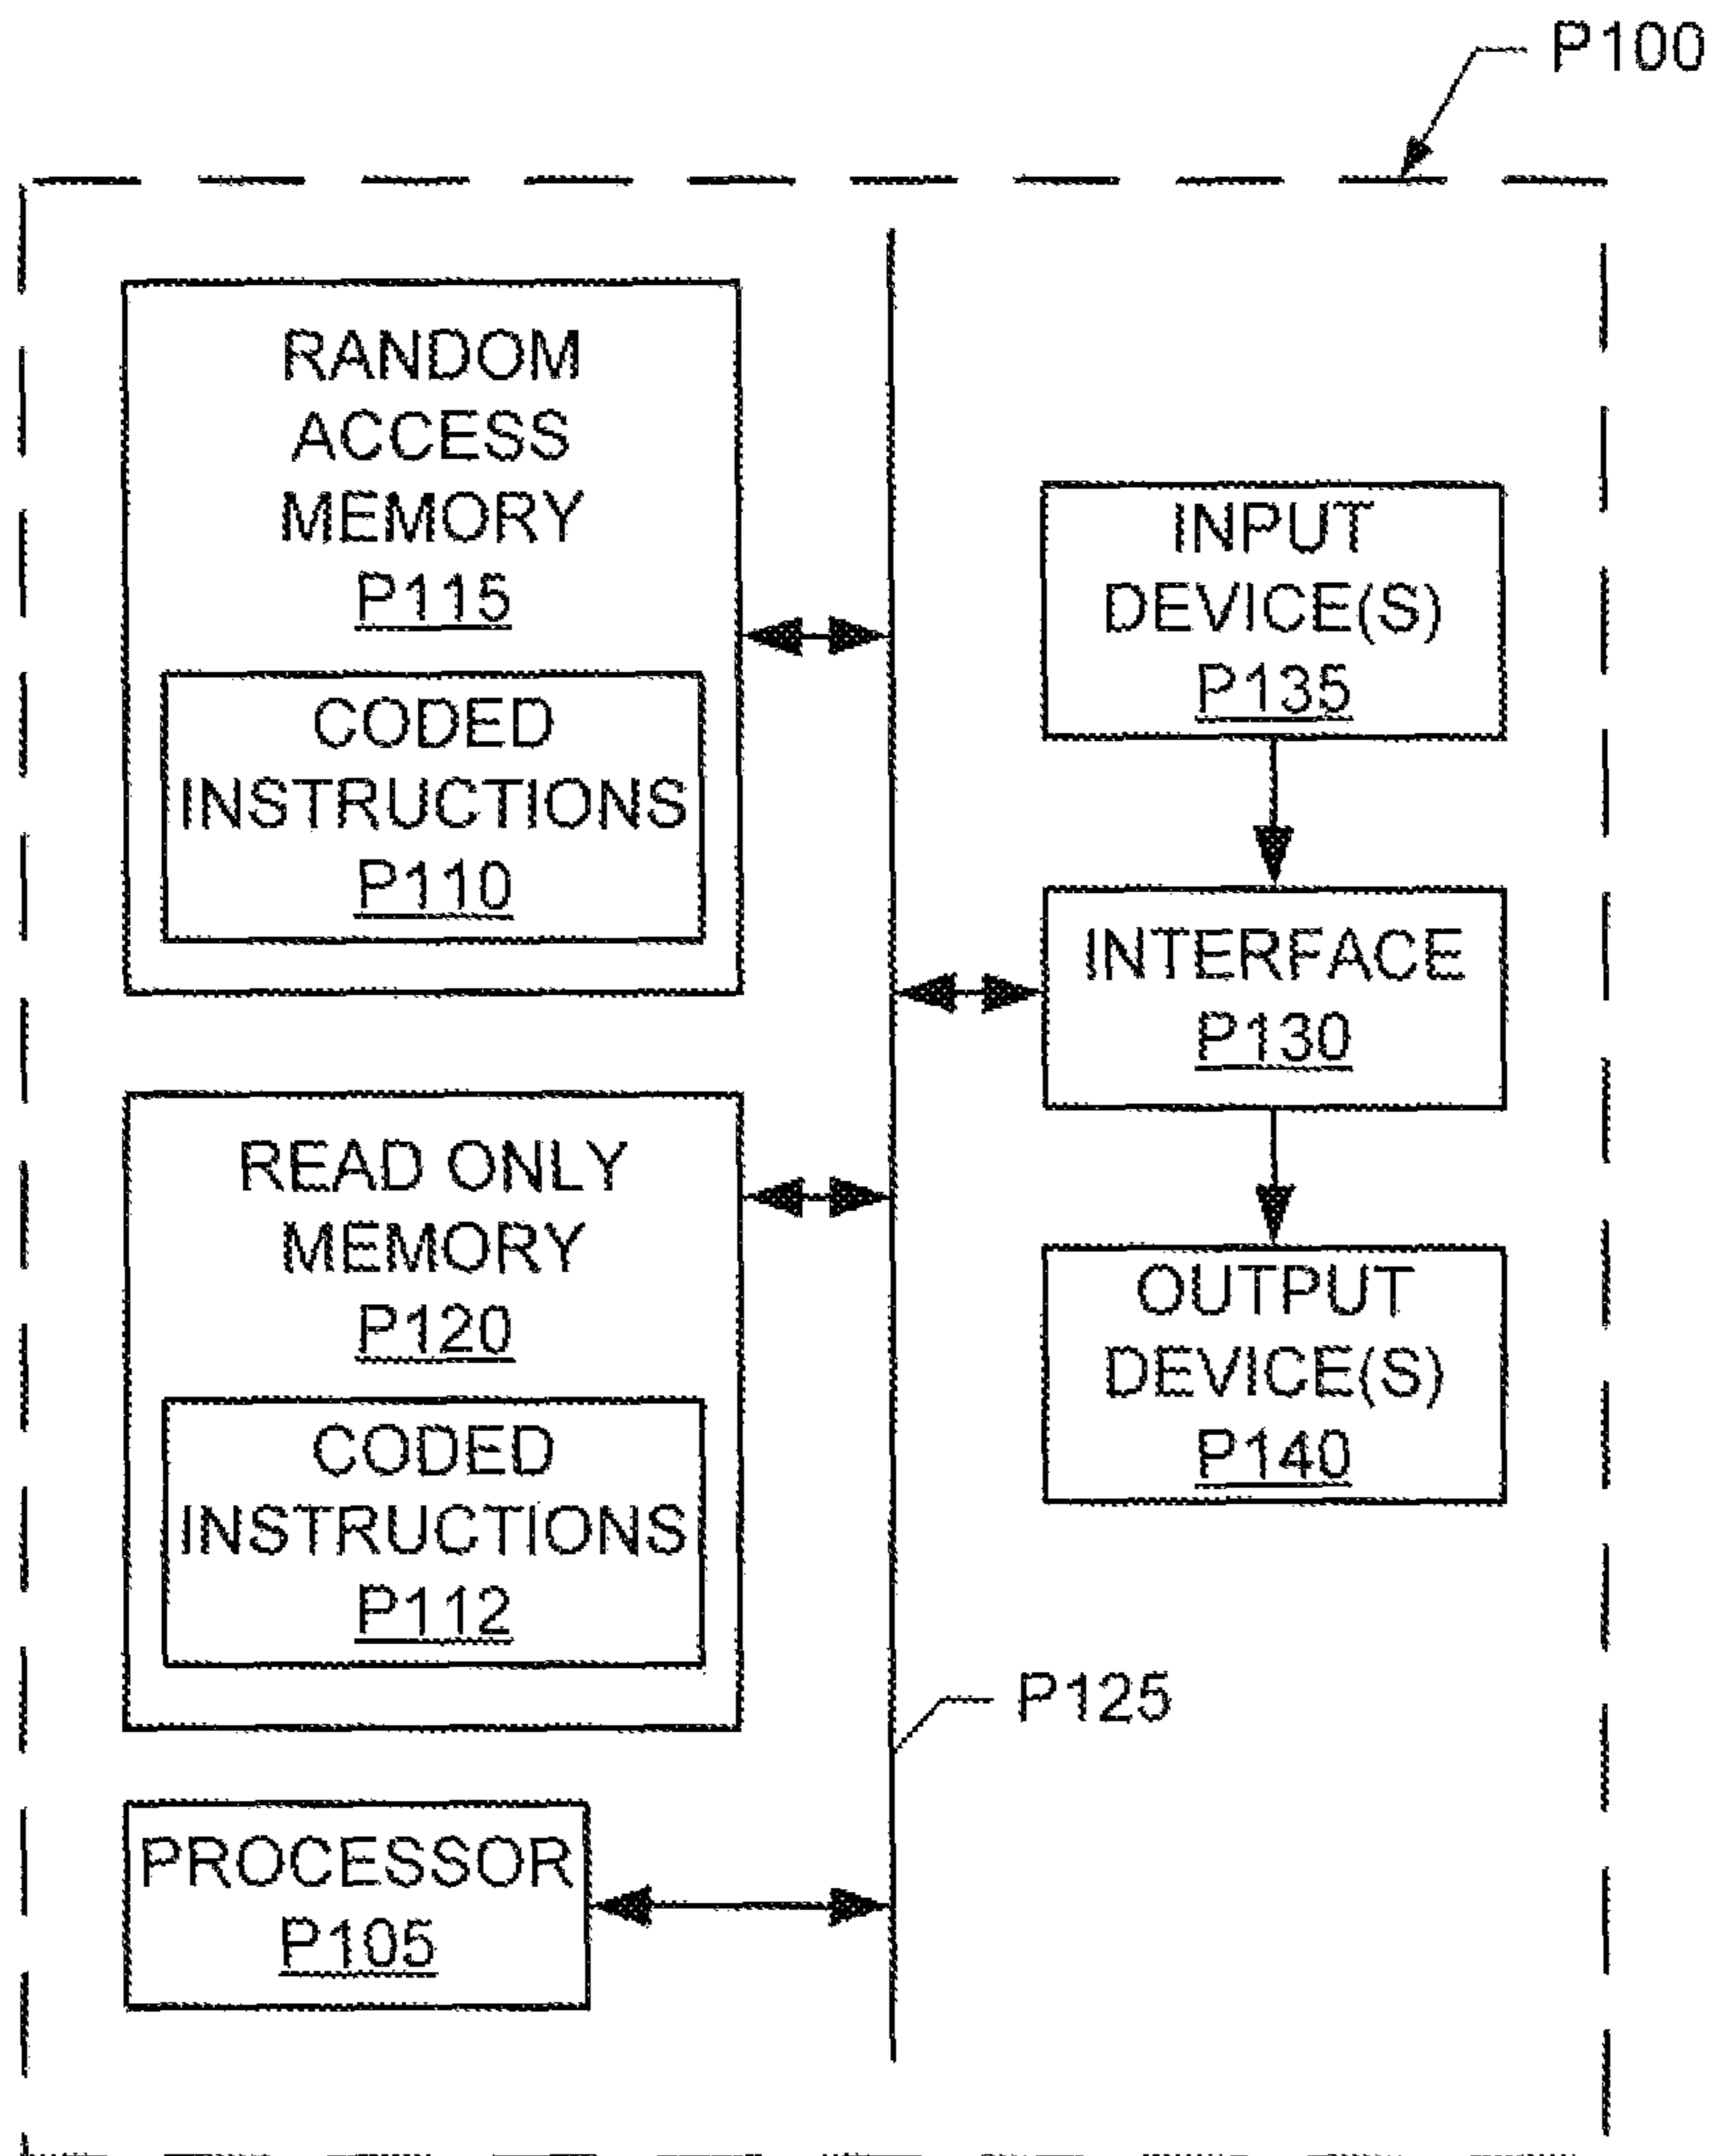 P100
RANDOM
ACCESS
MEMORY
P115
CODED
INSTRUCTIONS
P110
READ ONLY
MEMORY
P120
CODED
INSTRUCTIONS
P112
PROCESSOR
P105
INPUT
DEVICE(S)
P135
INTERFACE
P130
OUTPUT
DEVICE(S)
P140
P125